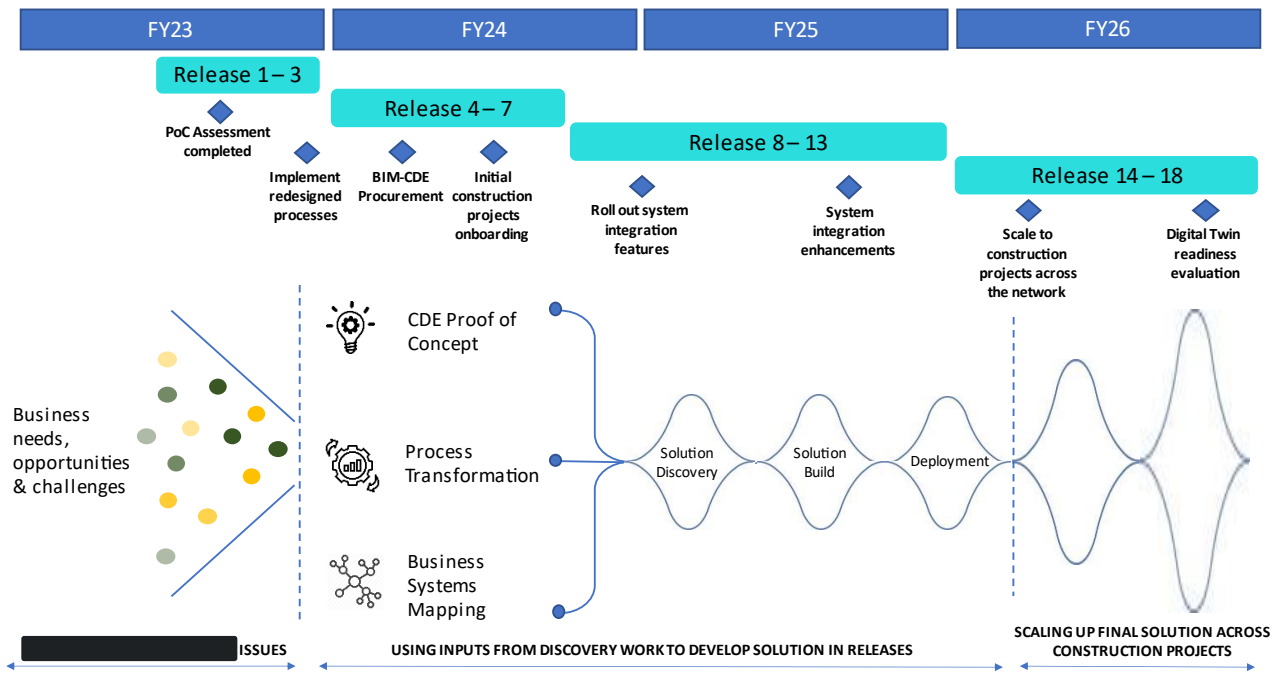 FY23
FY24
FY25
FY26
Release 1 – 3
Release 4 – 7
Release 8 – 13
Release 14 – 18
PoC Assessment
completed
Implement
redesigned
processes
BIM-CDE
Procurement
Initial
construction
projects
onboarding
Roll out system
integration
features
System
integration
enhancements
Scale to
construction
projects across
the network
Digital Twin
readiness
evaluation
Business
needs,
opportunities
& challenges
CDE Proof of
Concept
Process
Transformation
Business
Systems
Mapping
Solution
Discovery
Solution
Build
Deployment
ISSUES
USING INPUTS FROM DISCOVERY WORK TO DEVELOP SOLUTION IN RELEASES
SCALING UP FINAL SOLUTION ACROSS
CONSTRUCTION PROJECTS